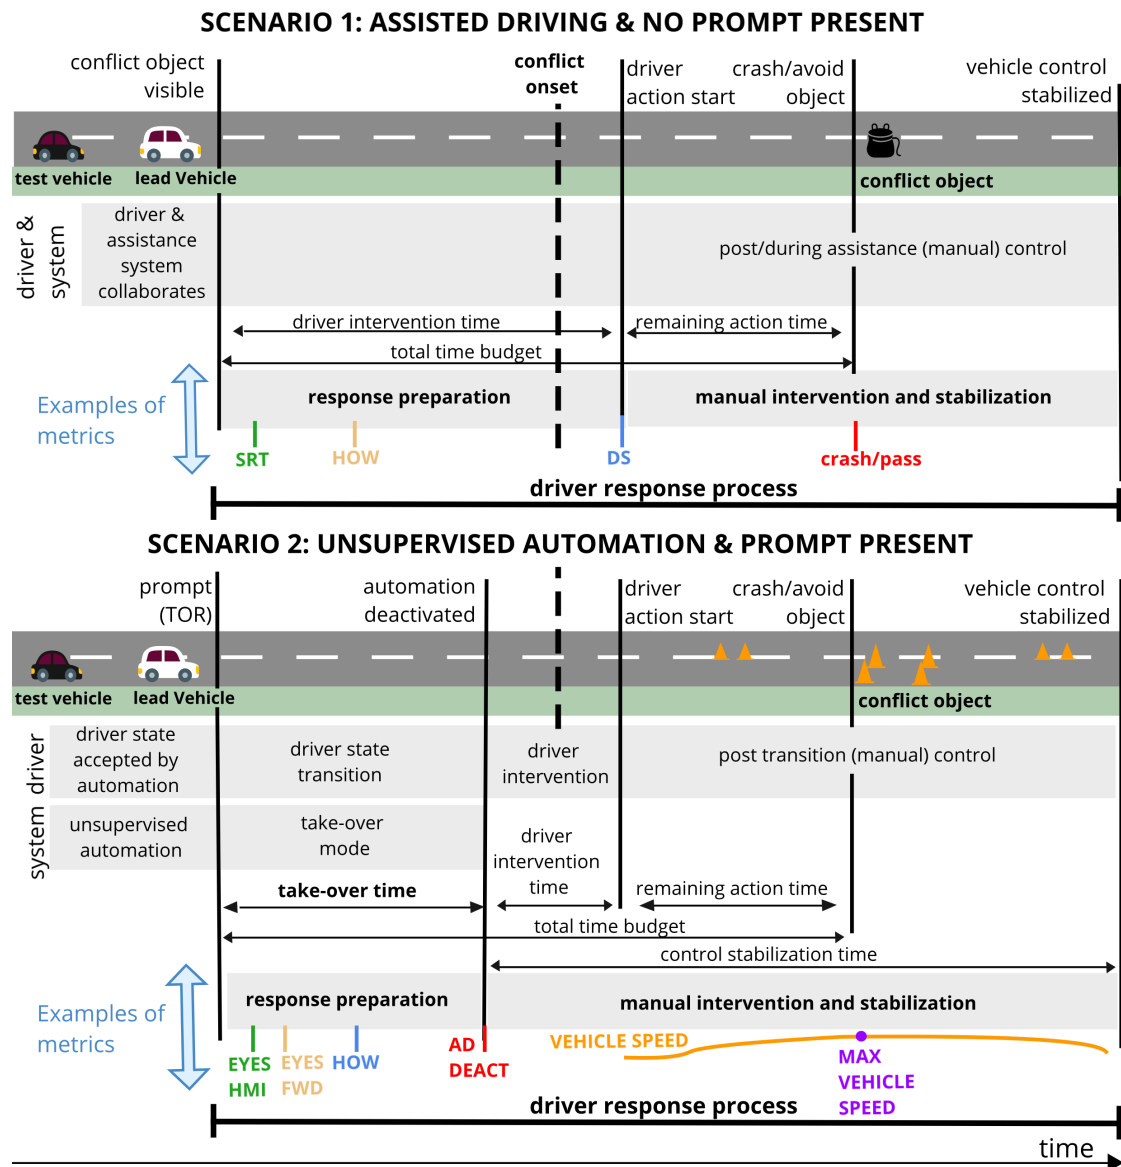 SCENARIO 1: ASSISTED DRIVING & NO PROMPT PRESENT
conflict object
visible
conflict
onset
driver
action start
crash/avoid
object
vehicle control
stabilized
test vehicle
lead Vehicle
conflict object
driver &
system
driver &
assistance
system
collaborates
post/during assistance (manual) control
driver intervention time
remaining action time
total time budget
Examples of
metrics
response preparation
manual intervention and stabilization
SRT
HOW
DS
crash/pass
driver response process
SCENARIO 2: UNSUPERVISED AUTOMATION & PROMPT PRESENT
prompt
(TOR)
automation
deactivated
driver
action start
crash/avoid
object
vehicle control
stabilized
test vehicle
lead Vehicle
conflict object
driver
driver state
accepted by
automation
driver state
transition
driver
intervention
post transition (manual) control
system
unsupervised
automation
take-over
mode
driver
intervention
time
take-over time
remaining action time
total time budget
control stabilization time
Examples of
metrics
response preparation
manual intervention and stabilization
EYES
HMI
EYES
FWD
HOW
AD
DEACT
VEHICLE SPEED
MAX
VEHICLE
SPEED
driver response process
time